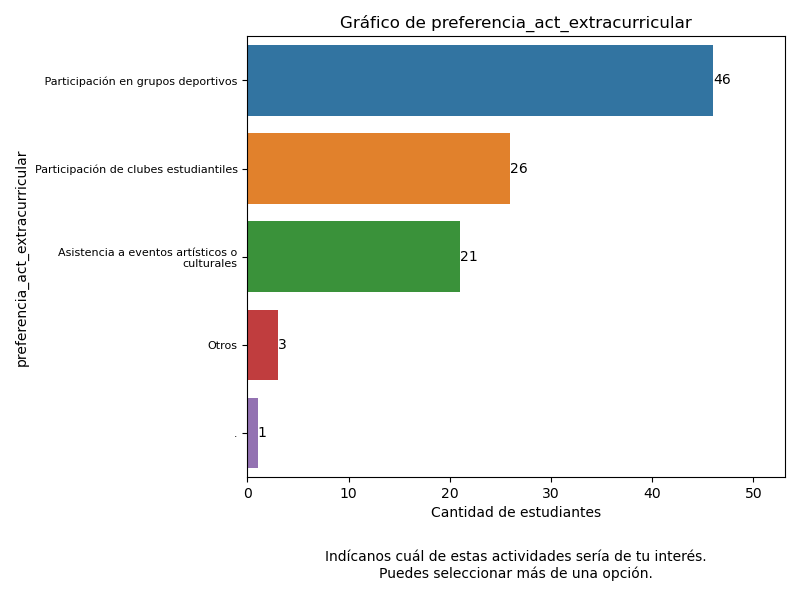 Gráfico de preferencia_act_extracurricular
preferencia_act_extracurricular
Participación en grupos deportivos
46
Participación de clubes estudiantiles
26
Asistencia a eventos artísticos o
culturales
21
Otros
3
.
1
0 10 20 30 40 50
Cantidad de estudiantes
Indícanos cuál de estas actividades sería de tu interés.
Puedes seleccionar más de una opción.